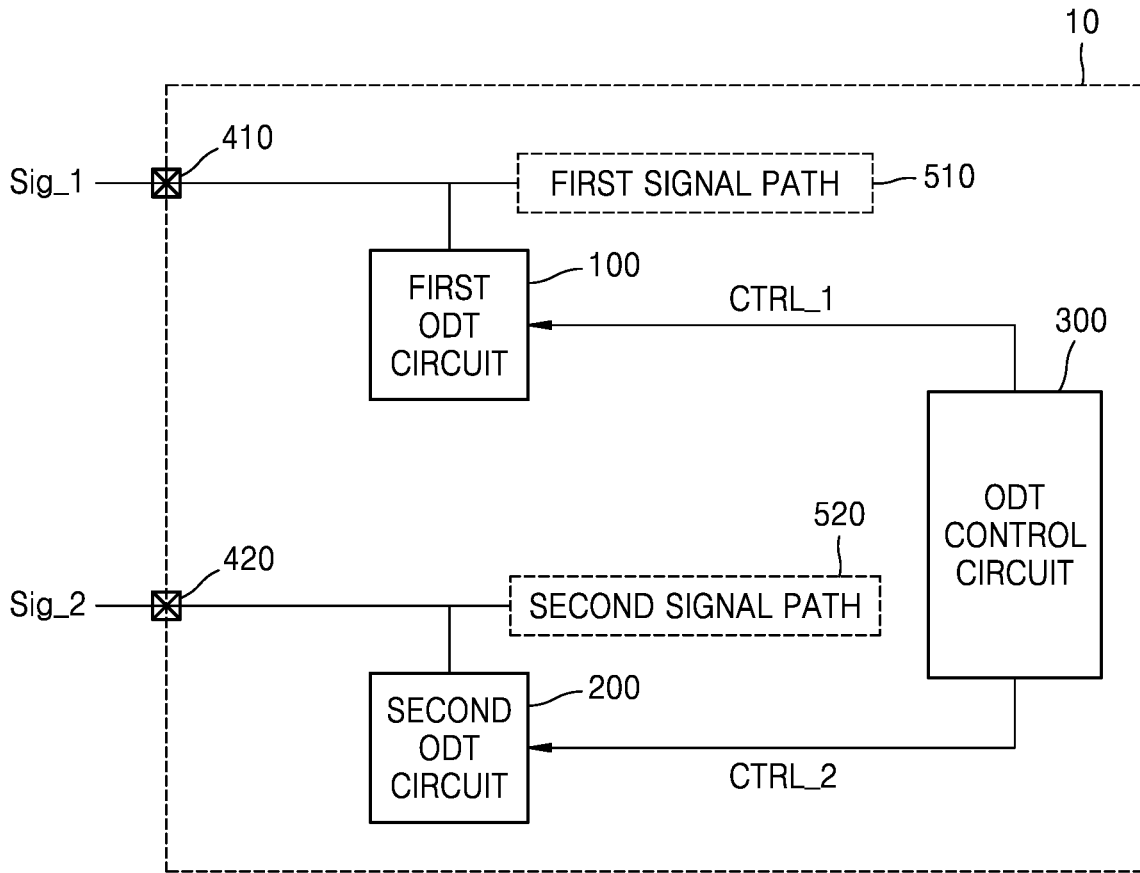 10
410
Sig_1
FIRST SIGNAL PATH
510
100
FIRST
ODT
CIRCUIT
CTRL_1
300
ODT
CONTROL
CIRCUIT
520
420
Sig_2
SECOND SIGNAL PATH
200
SECOND
ODT
CIRCUIT
CTRL_2